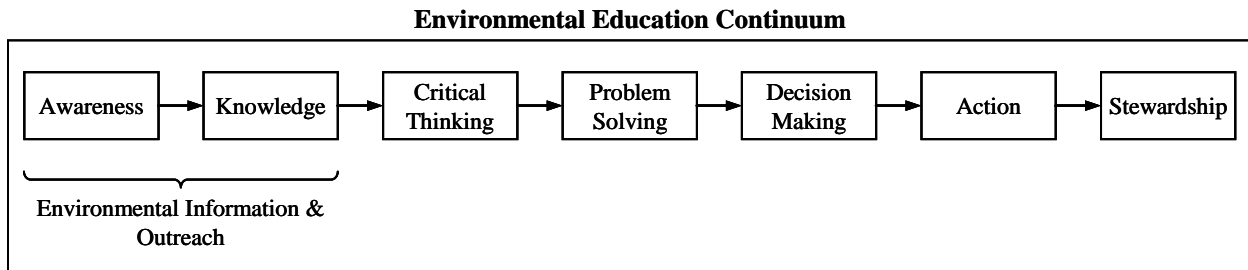 Environmental Education Continuum
Awareness
Knowledge
Critical
Thinking
Problem
Solving
Decision
Making
Action
Stewardship
Environmental Information &
Outreach